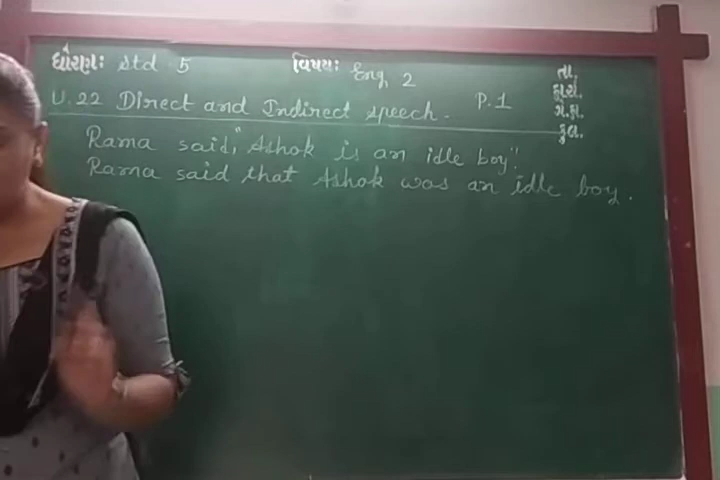 ધોરણ: Std 5 વિષય: Eng 2 તા.
U.22 Direct and Indirect speech. P.1 હાજર.
ગે.હા.
Rama said, "Ashok is an idle boy". કુલ.
Rama said that Ashok was an idle boy.